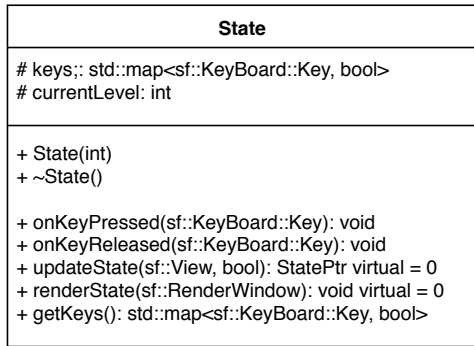 State
# keys;: std::map<sf::KeyBoard::Key, bool>
# currentLevel: int
+ State(int)
+ ~State()
+ onKeyPressed(sf::KeyBoard::Key): void
+ onKeyReleased(sf::KeyBoard::Key): void
+ updateState(sf::View, bool): StatePtr virtual = 0
+ renderState(sf::RenderWindow): void virtual = 0
+ getKeys(): std::map<sf::KeyBoard::Key, bool>